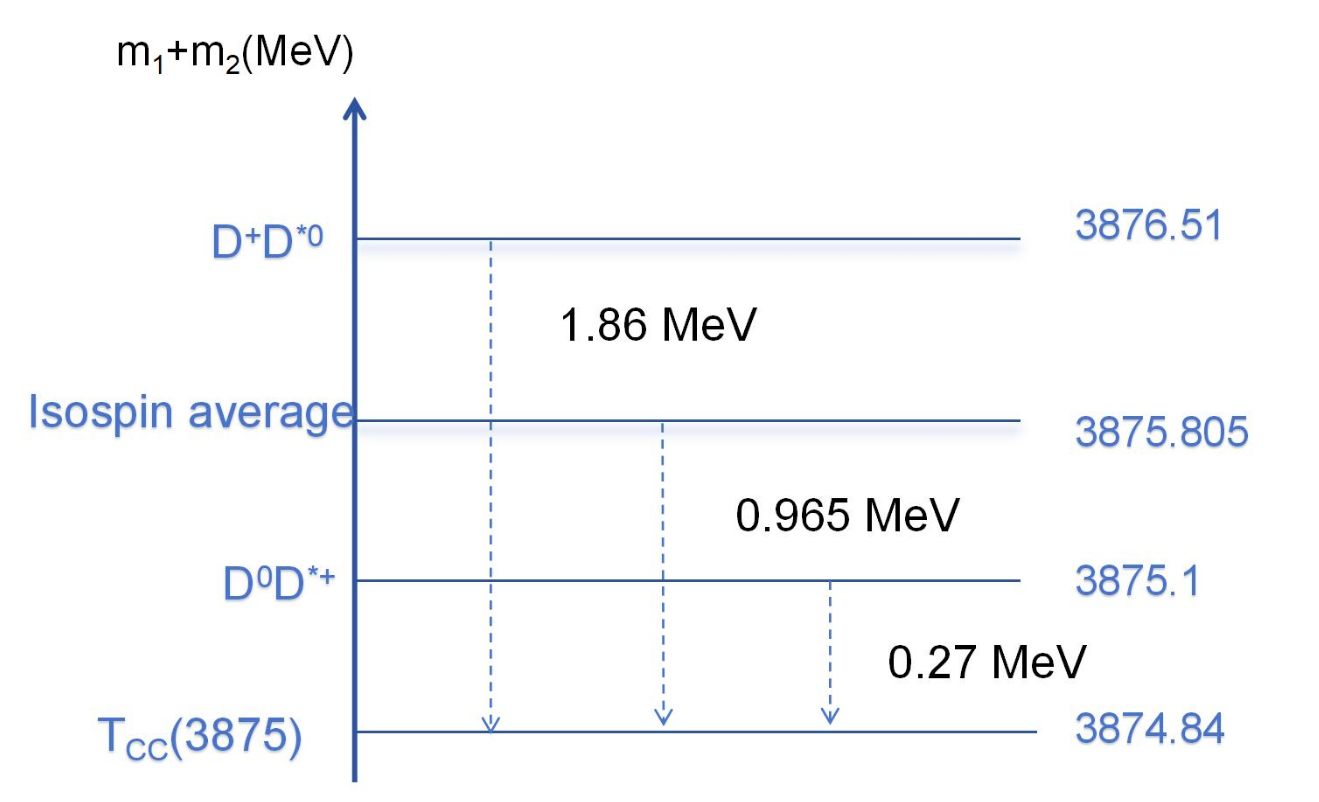 m₁+m₂(MeV)
D⁺D*⁰
3876.51
1.86 MeV
Isospin average
3875.805
0.965 MeV
D⁰D*⁺
3875.1
0.27 MeV
T_CC(3875)
3874.84